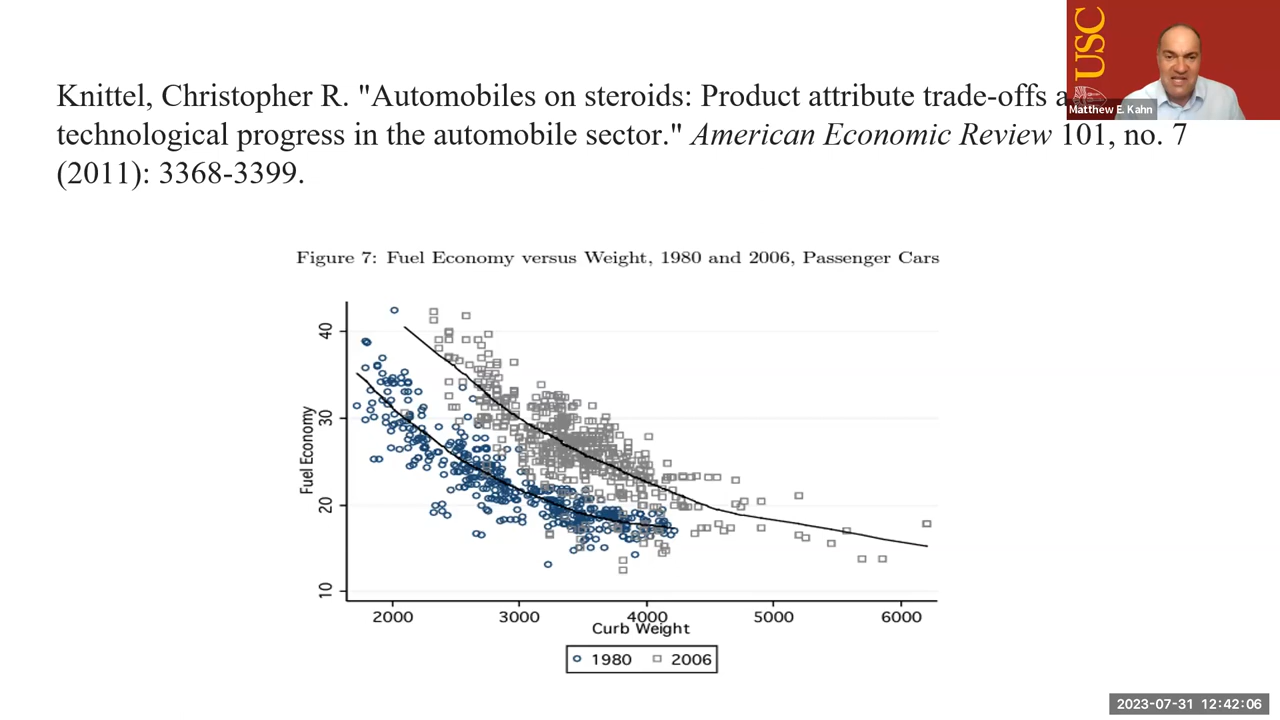 USC
Matthew E. Kahn
Knittel, Christopher R. "Automobiles on steroids: Product attribute trade-offs
technological progress in the automobile sector." American Economic Review 101, no. 7
(2011): 3368-3399.
Figure 7: Fuel Economy versus Weight, 1980 and 2006, Passenger Cars
Fuel Economy
40
30
20
10
2000 3000 4000 5000 6000
Curb Weight
1980 2006
2023-07-31 12:42:06